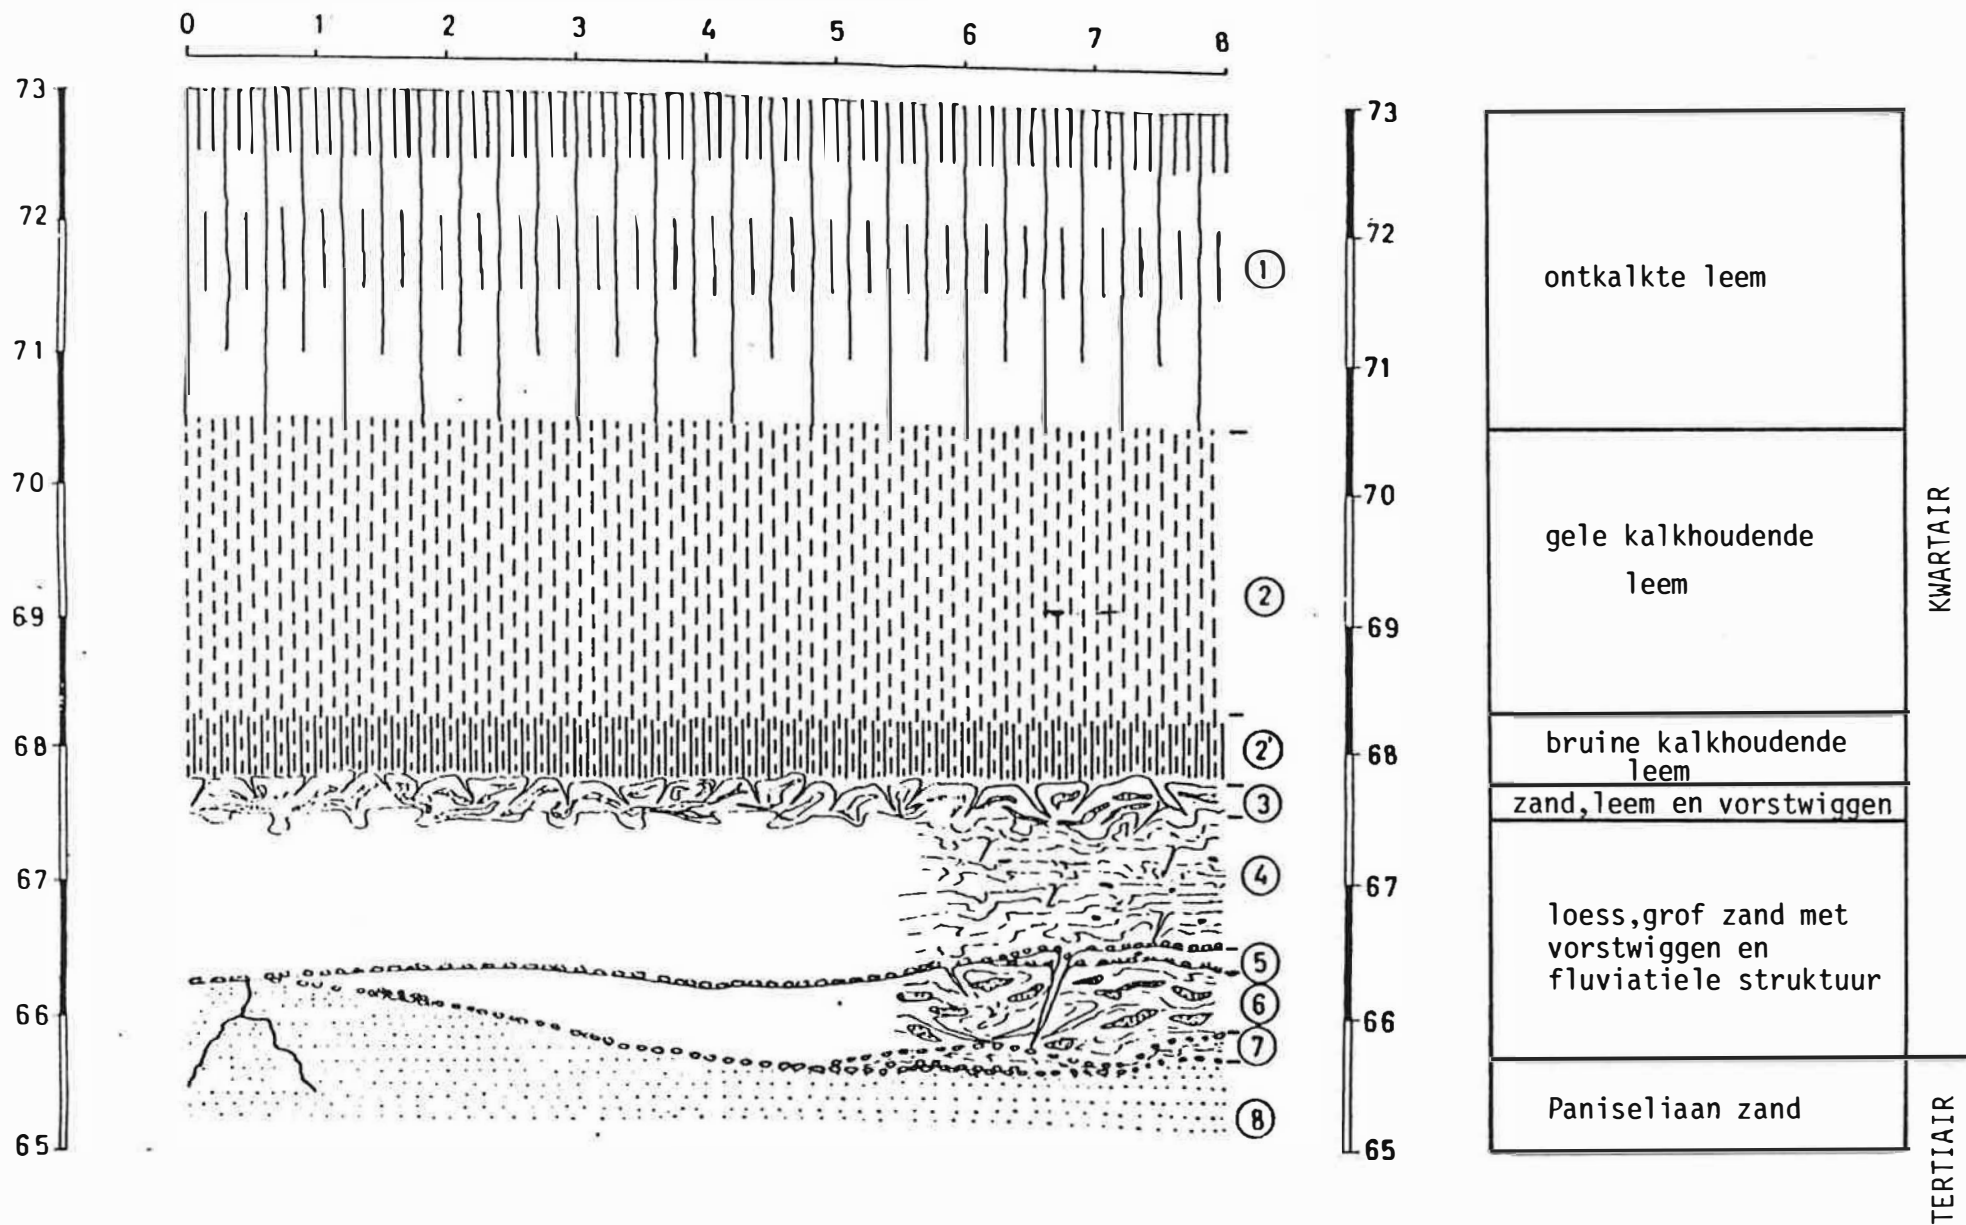 0 1 2 3 4 5 6 7 8
73
72
71
70
69
68
67
66
65
①
②
②'
③
④
⑤
⑥
⑦
⑧
73
72
71
70
69
68
67
66
65
ontkalkte leem
gele kalkhoudende
leem
bruine kalkhoudende
leem
zand,leem en vorstwiggen
loess,grof zand met
vorstwiggen en
fluviatiele struktuur
Paniseliaan zand
KWARTAIR
TERTIAIR